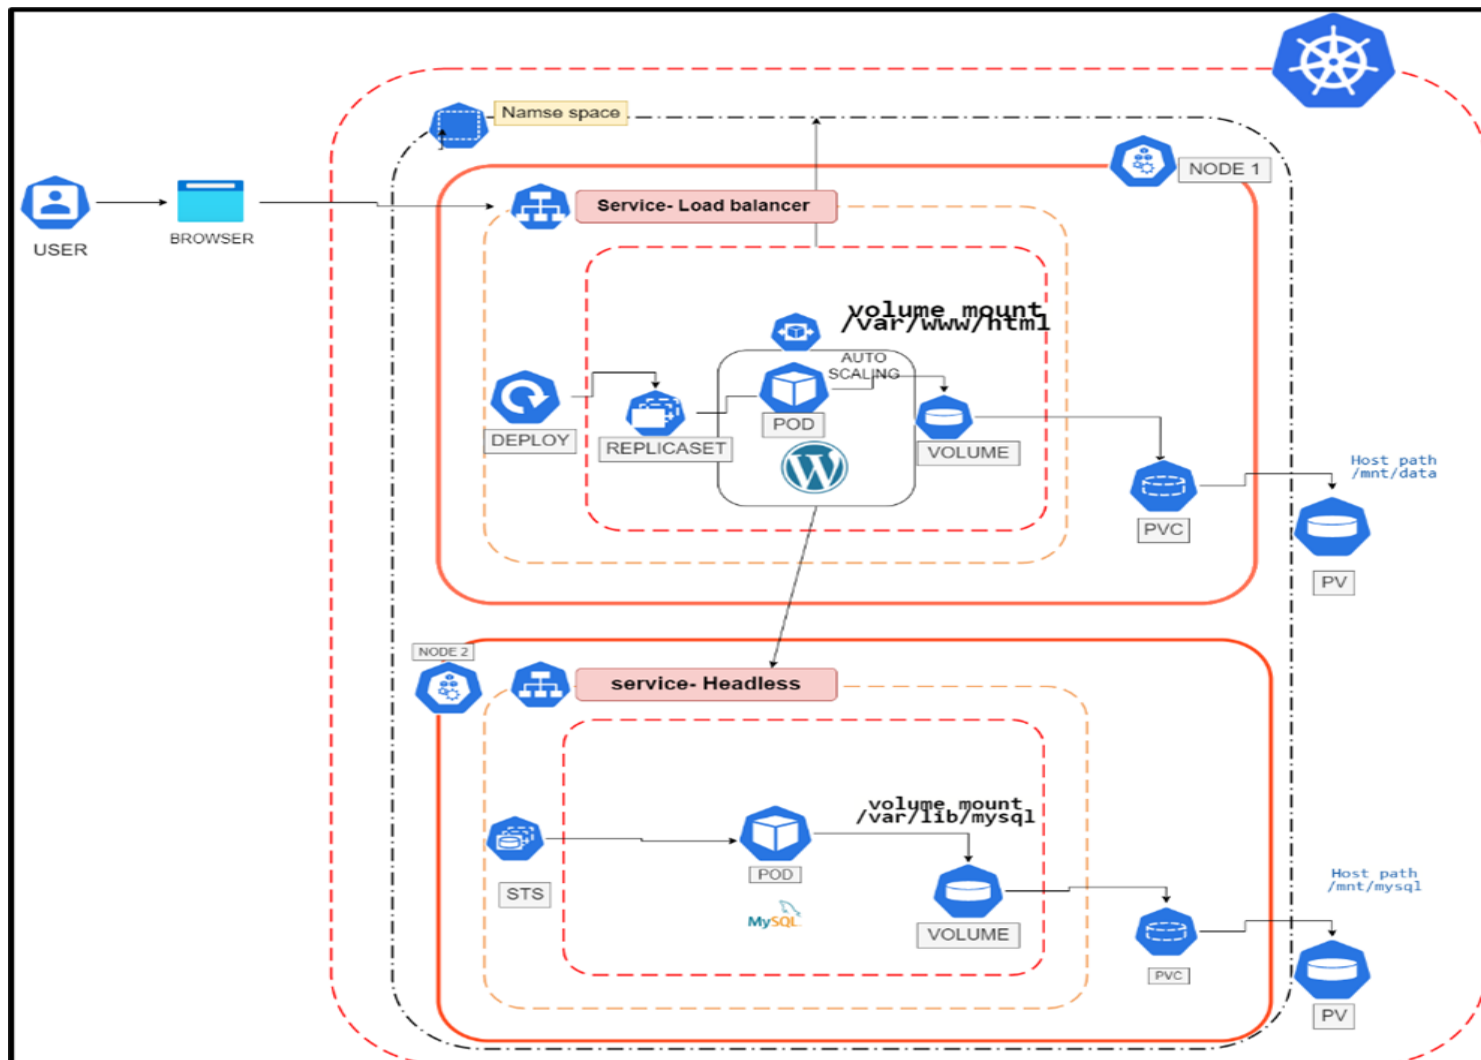 Namse space
NODE 1
Service- Load balancer
USER
BROWSER
volume mount
/var/www/html
AUTO
SCALING
DEPLOY
REPLICASET
POD
VOLUME
PVC
Host path
/mnt/data
PV
NODE 2
service- Headless
volume mount
/var/lib/mysql
STS
POD
MySQL
VOLUME
PVC
Host path
/mnt/mysql
PV